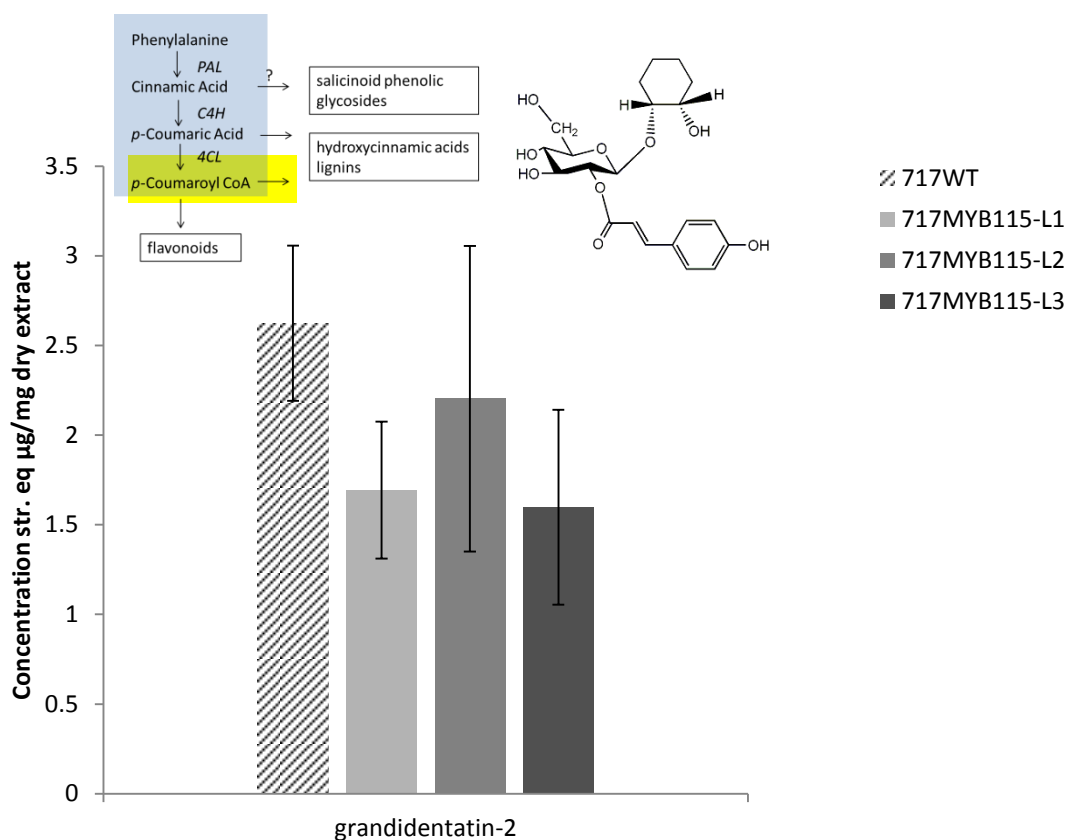 Phenylalanine
PAL
Cinnamic Acid
?
salicinoid phenolic
glycosides
C4H
p-Coumaric Acid
hydroxycinnamic acids
lignins
4CL
p-Coumaroyl CoA
flavonoids
HO
CH2
HO
HO
O
O
O
O
O
H
H
OH
OH
717WT
717MYB115-L1
717MYB115-L2
717MYB115-L3
Concentration str. eq µg/mg dry extract
3.5
3
2.5
2
1.5
1
0.5
0
grandidentatin-2